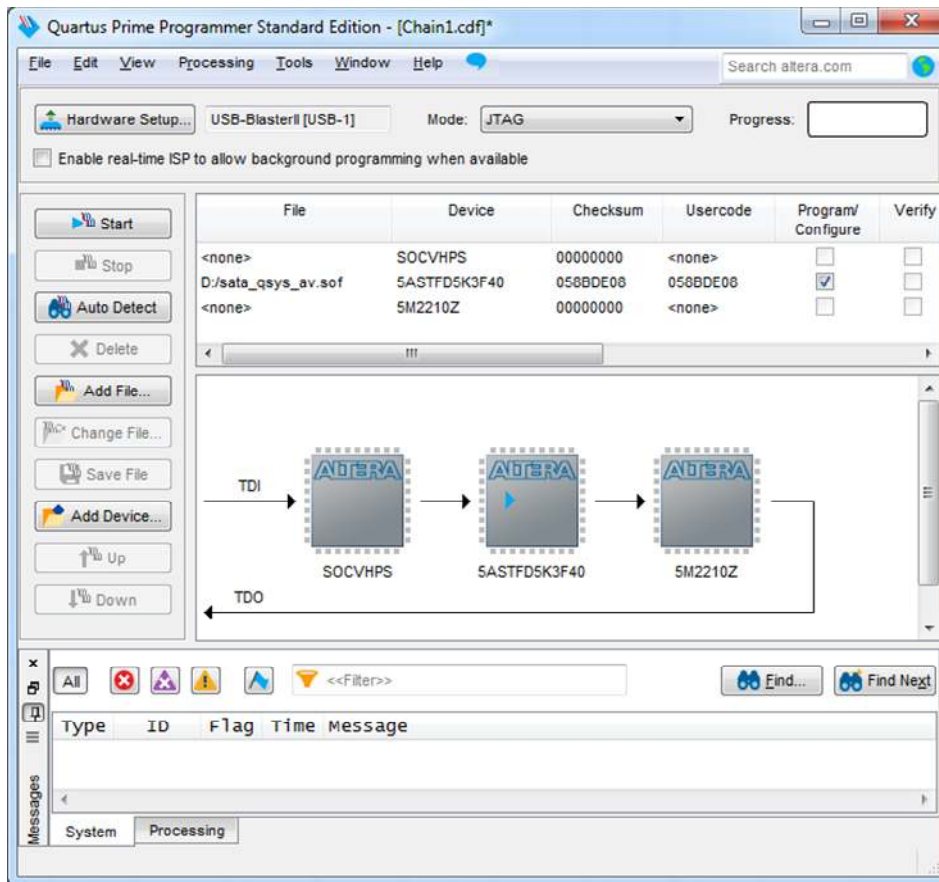 Quartus Prime Programmer Standard Edition - [Chain1.cdf]*
File Edit View Processing Tools Window Help Search altera.com
Hardware Setup... USB-BlasterII [USB-1] Mode: JTAG Progress:
Enable real-time ISP to allow background programming when available
Start
Stop
Auto Detect
Delete
Add File...
Change File...
Save File
Add Device...
Up
Down
File Device Checksum Usercode Program/ Configure Verify
<none> SOCVHPS 00000000 <none>
D:/sata_qsys_av.sof 5ASTFD5K3F40 058BDE08 058BDE08
<none> 5M2210Z 00000000 <none>
TDI
ALTERA ALTERA ALTERA
SOCVHPS 5ASTFD5K3F40 5M2210Z
TDO
All <<Filter>> Find... Find Next
Type ID Flag Time Message
Messages
System Processing